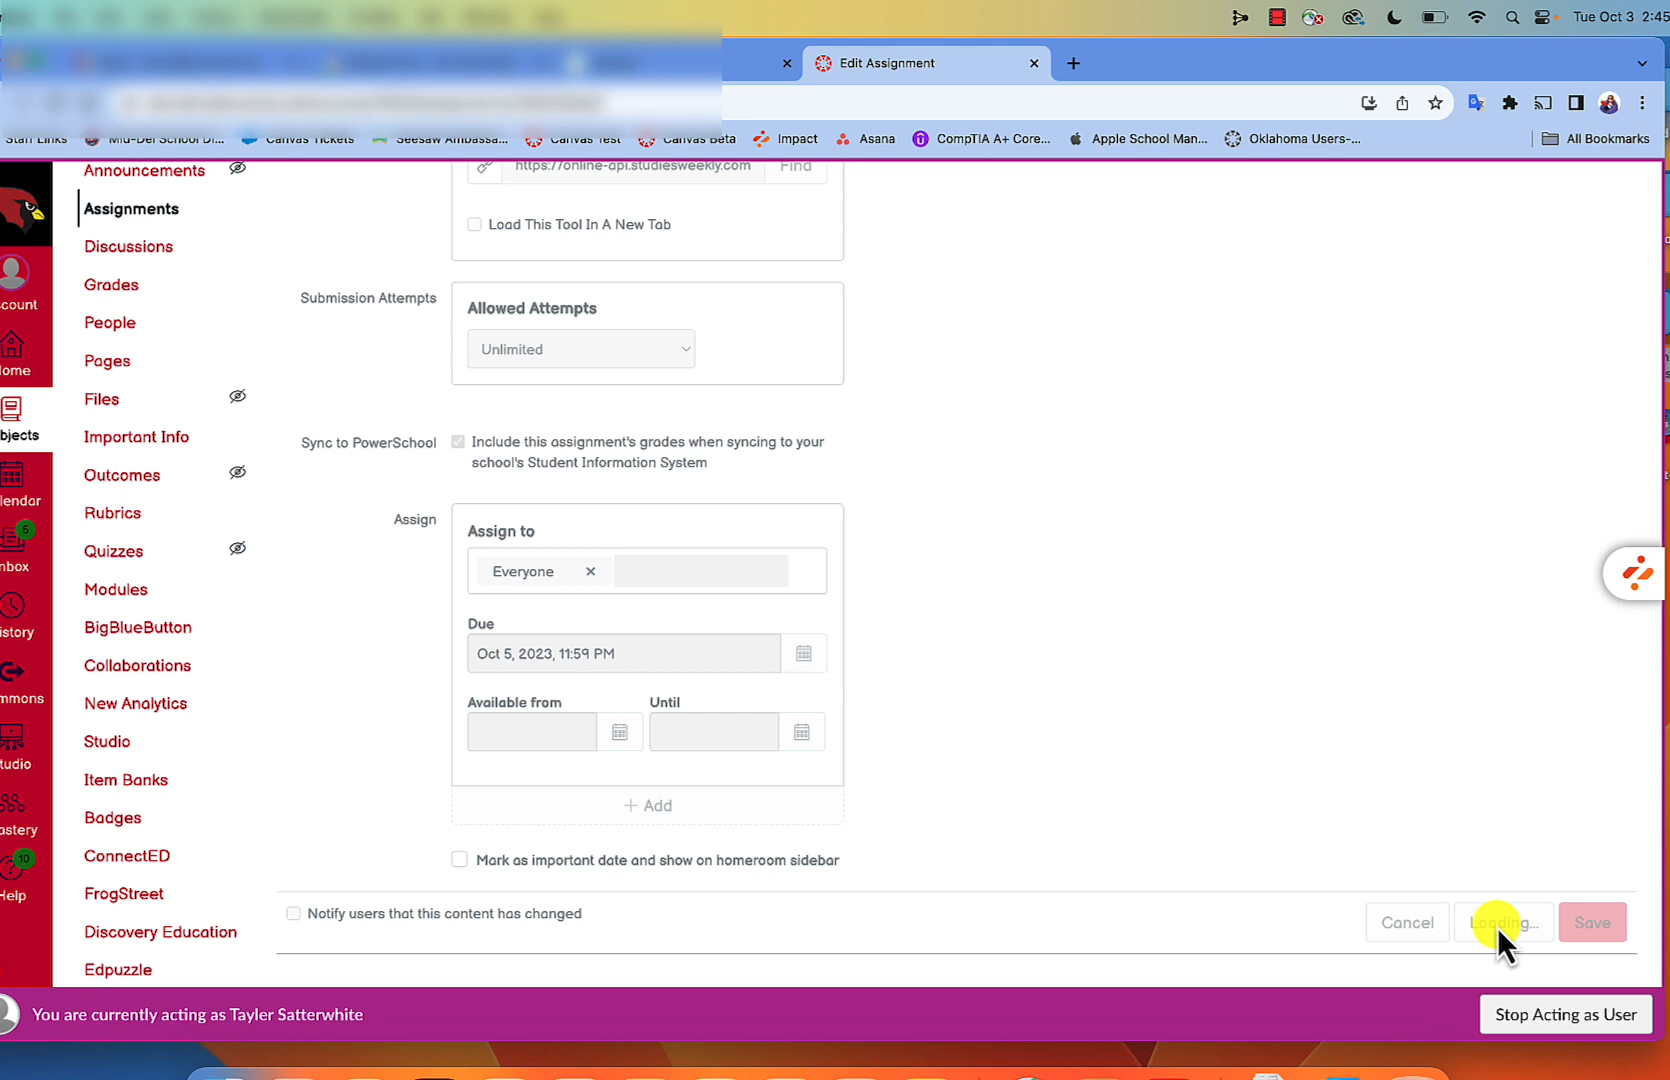 Tue Oct 3 2:45
Edit Assignment
Staff Links Mid-Del School Di... Canvas Tickets Seesaw Ambassa... Canvas Test Canvas Beta Impact Asana CompTIA A+ Core... Apple School Man... Oklahoma Users-... All Bookmarks
Announcements
https://online-api.studiesweekly.com Find
Assignments
Load This Tool In A New Tab
Discussions
Grades
Submission Attempts
Allowed Attempts
count
People
Unlimited
Pages
ome
Files
bjects
Important Info
Sync to PowerSchool
Include this assignment's grades when syncing to your
school's Student Information System
Outcomes
lendar
Rubrics
Assign
Assign to
5
Quizzes
nbox
Everyone
Modules
Due
BigBlueButton
istory
Oct 5, 2023, 11:59 PM
Collaborations
mmons
New Analytics
Available from Until
Studio
tudio
Item Banks
+ Add
Badges
astery
ConnectED
10
Mark as important date and show on homeroom sidebar
Help
FrogStreet
Notify users that this content has changed
Cancel Loading... Save
Discovery Education
Edpuzzle
You are currently acting as Tayler Satterwhite
Stop Acting as User